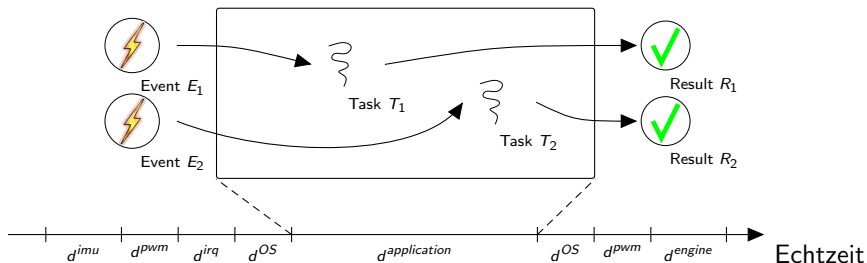 Event E₁
Task T₁
Result R₁
Event E₂
Task T₂
Result R₂
d^imu d^pwm d^irq d^OS d^application d^OS d^pwm d^engine
Echtzeit